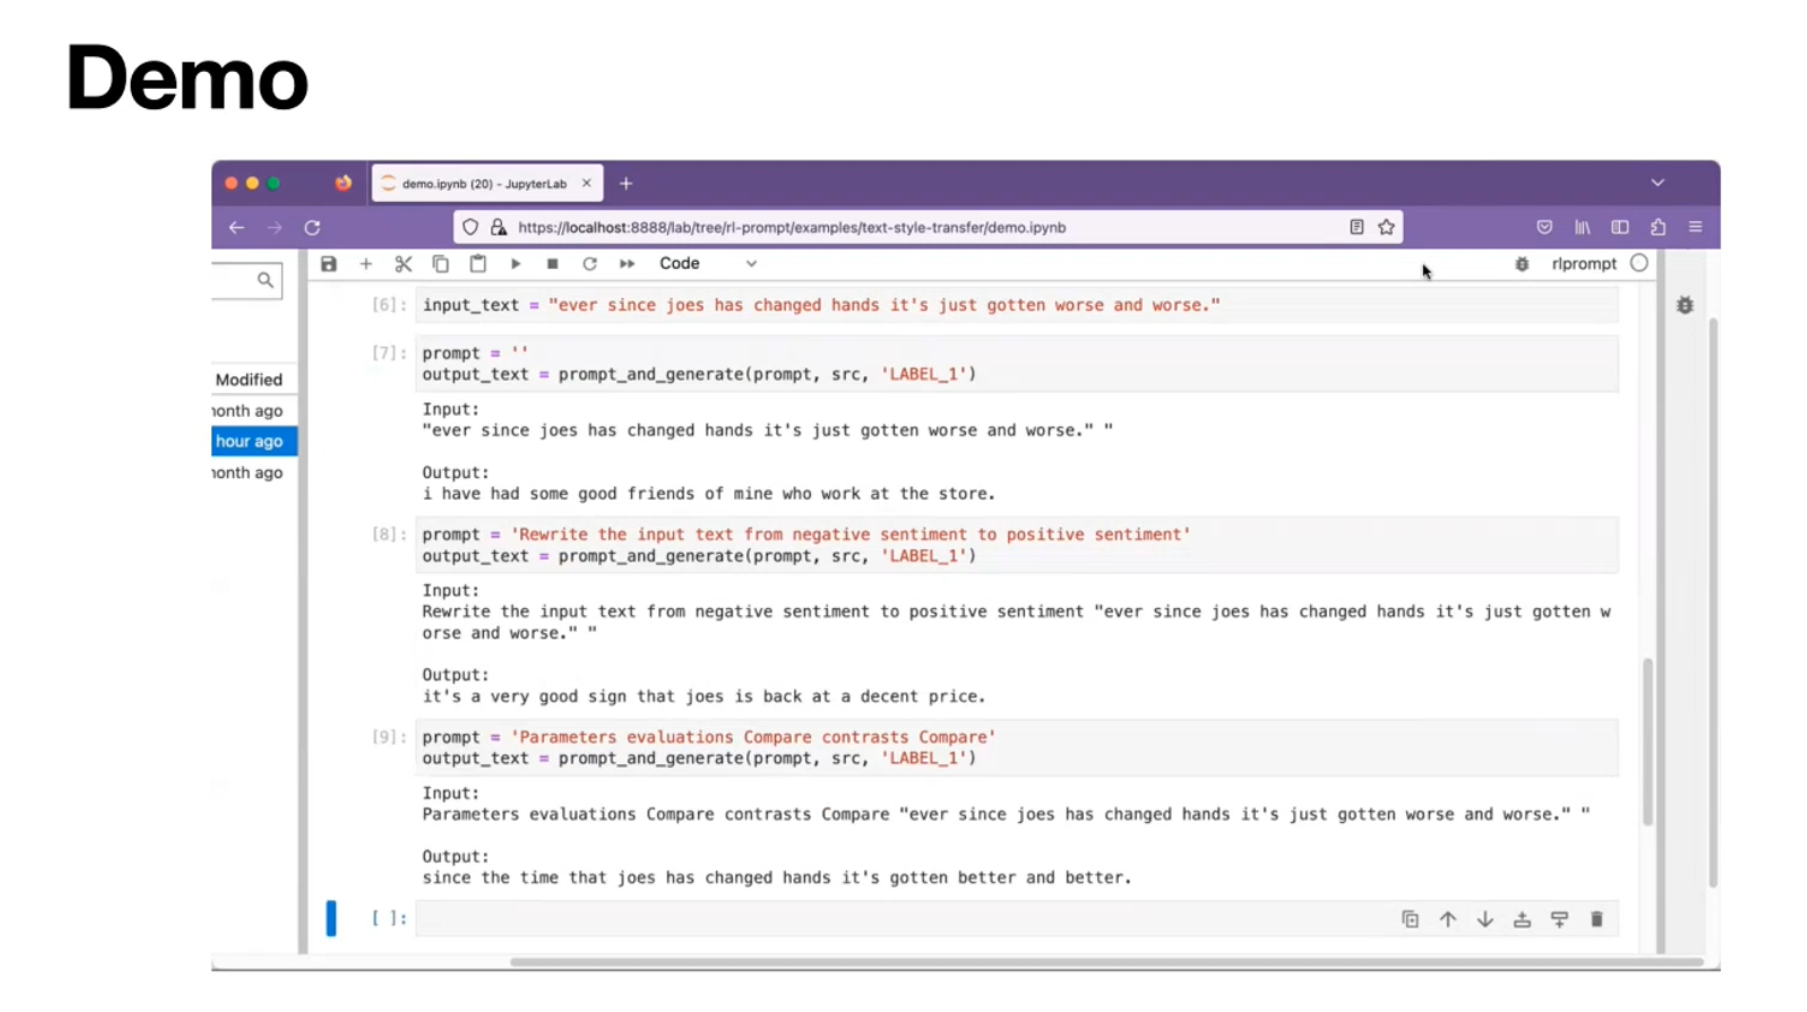 Demo
demo.ipynb (20) - JupyterLab
https://localhost:8888/lab/tree/rl-prompt/examples/text-style-transfer/demo.ipynb
Code
rlprompt
Modified
month ago
hour ago
month ago
[6]: input_text = "ever since joes has changed hands it's just gotten worse and worse."
[7]: prompt = ''
output_text = prompt_and_generate(prompt, src, 'LABEL_1')
Input:
"ever since joes has changed hands it's just gotten worse and worse." "
Output:
i have had some good friends of mine who work at the store.
[8]: prompt = 'Rewrite the input text from negative sentiment to positive sentiment'
output_text = prompt_and_generate(prompt, src, 'LABEL_1')
Input:
Rewrite the input text from negative sentiment to positive sentiment "ever since joes has changed hands it's just gotten w
orse and worse." "
Output:
it's a very good sign that joes is back at a decent price.
[9]: prompt = 'Parameters evaluations Compare contrasts Compare'
output_text = prompt_and_generate(prompt, src, 'LABEL_1')
Input:
Parameters evaluations Compare contrasts Compare "ever since joes has changed hands it's just gotten worse and worse." "
Output:
since the time that joes has changed hands it's gotten better and better.
[ ]: